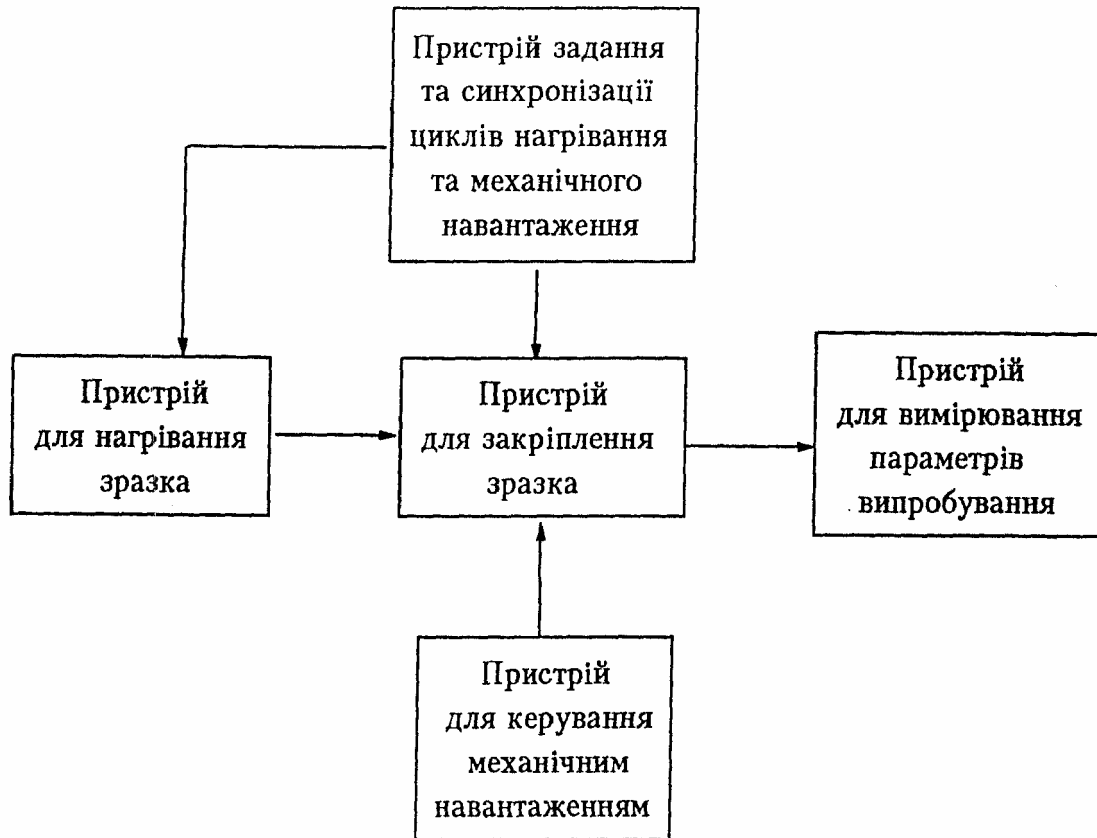 Пристрій задання
та синхронізації
циклів нагрівання
та механічного
навантаження
Пристрій
для нагрівання
зразка
Пристрій
для закріплення
зразка
Пристрій
для вимірювання
параметрів
випробування
Пристрій
для керування
механічним
навантаженням